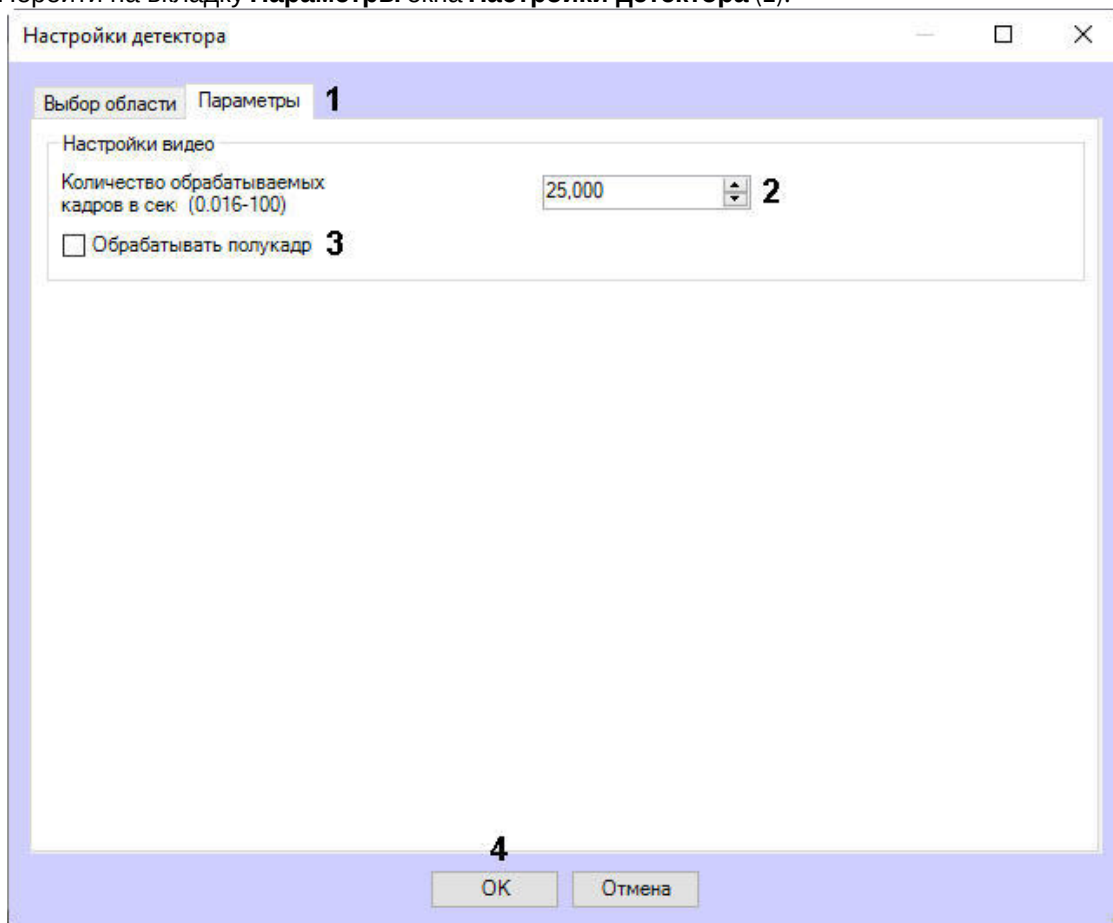 Перейти на вкладку Параметры окна Настройки детектора (1).
Настройки детектора
Выбор области Параметры 1
Настройки видео
Количество обрабатываемых
кадров в сек (0.016-100)
25,000 2
Обрабатывать полукадр 3
4
OK Отмена